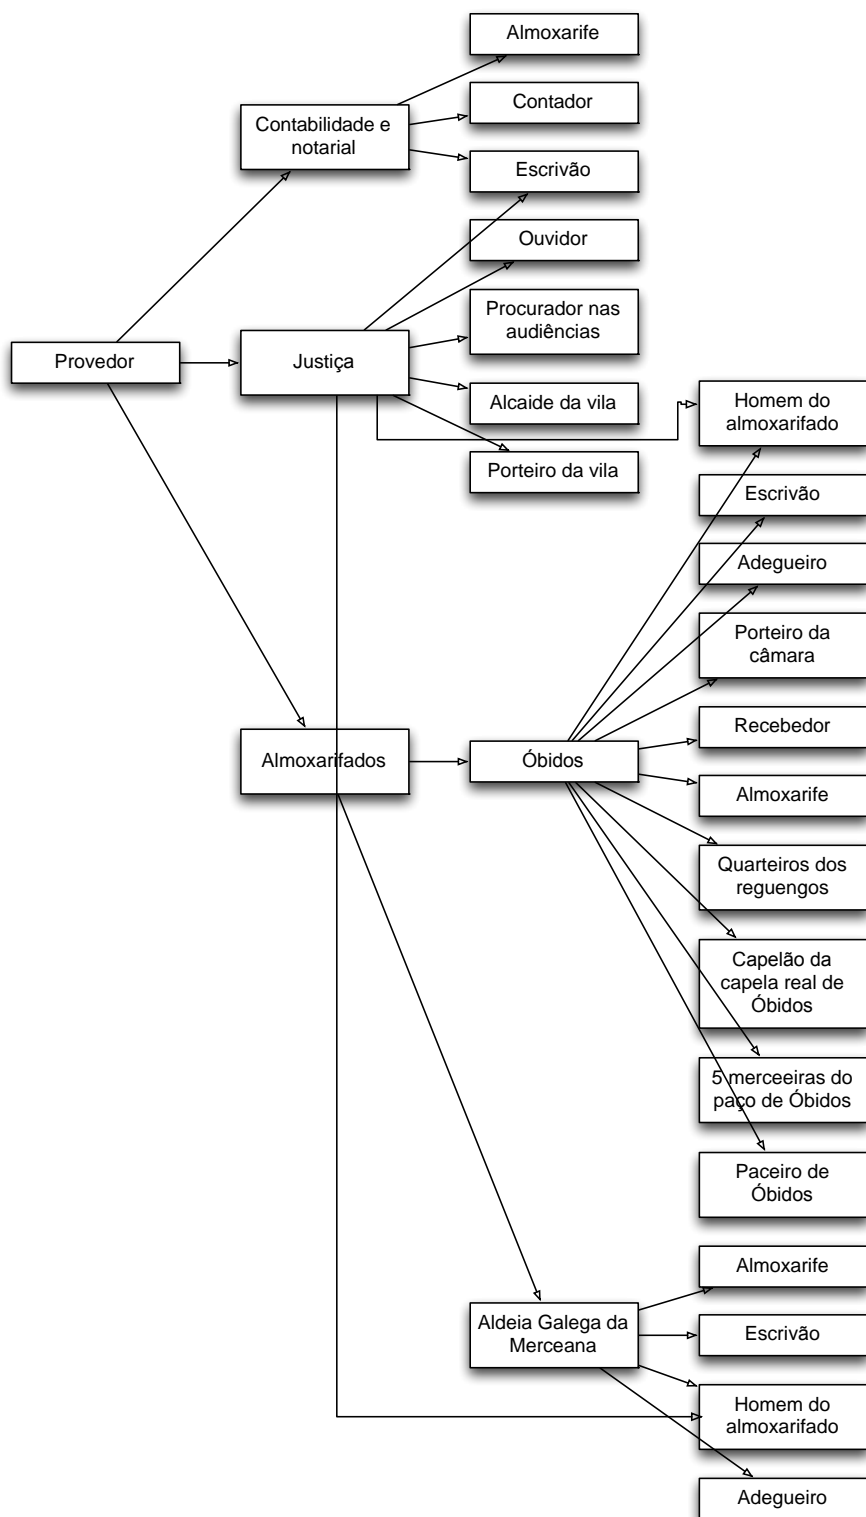 Almoxarife
Contabilidade e
notarial
Contador
Escrivão
Ouvidor
Procurador nas
audiências
Provedor
Justiça
Alcaide da vila
Porteiro da vila
Homem do
almoxarifado
Escrivão
Adegueiro
Porteiro da
câmara
Recebedor
Almoxarifados
Óbidos
Almoxarife
Quarteiros dos
reguengos
Capelão da
capela real de
Óbidos
5 merceeiras do
paço de Óbidos
Paceiro de
Óbidos
Almoxarife
Aldeia Galega da
Merceana
Escrivão
Homem do
almoxarifado
Adegueiro